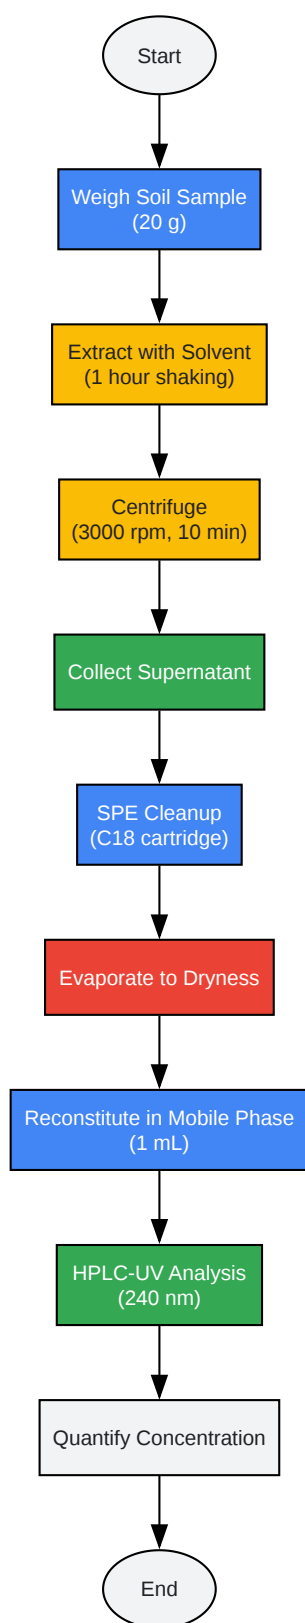 Start
Weigh Soil Sample
(20 g)
Extract with Solvent
(1 hour shaking)
Centrifuge
(3000 rpm, 10 min)
Collect Supernatant
SPE Cleanup
(C18 cartridge)
Evaporate to Dryness
Reconstitute in Mobile Phase
(1 mL)
HPLC-UV Analysis
(240 nm)
Quantify Concentration
End